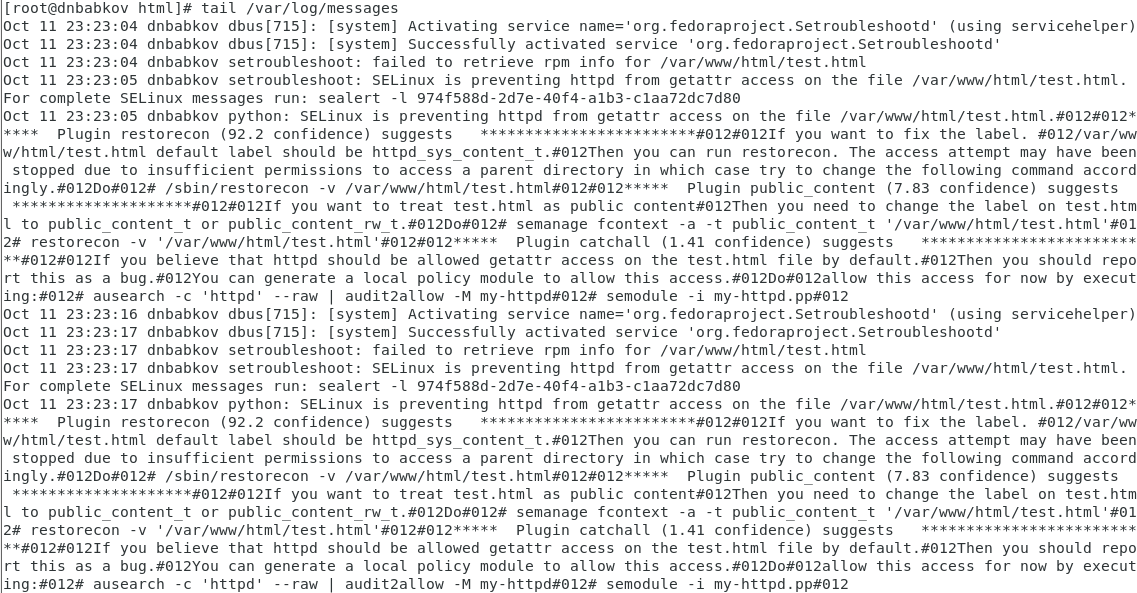 [root@dnbabkov html]# tail /var/log/messages
Oct 11 23:23:04 dnbabkov dbus[715]: [system] Activating service name='org.fedoraproject.Setroubleshootd' (using servicehelper)
Oct 11 23:23:04 dnbabkov dbus[715]: [system] Successfully activated service 'org.fedoraproject.Setroubleshootd'
Oct 11 23:23:04 dnbabkov setroubleshoot: failed to retrieve rpm info for /var/www/html/test.html
Oct 11 23:23:05 dnbabkov setroubleshoot: SELinux is preventing httpd from getattr access on the file /var/www/html/test.html.
For complete SELinux messages run: sealert -l 974f588d-2d7e-40f4-a1b3-c1aa72dc7d80
Oct 11 23:23:05 dnbabkov python: SELinux is preventing httpd from getattr access on the file /var/www/html/test.html.#012#012*
****  Plugin restorecon (92.2 confidence) suggests   ************************#012#012If you want to fix the label. #012/var/ww
w/html/test.html default label should be httpd_sys_content_t.#012Then you can run restorecon. The access attempt may have been
 stopped due to insufficient permissions to access a parent directory in which case try to change the following command accord
ingly.#012Do#012# /sbin/restorecon -v /var/www/html/test.html#012#012*****  Plugin public_content (7.83 confidence) suggests  
 ********************#012#012If you want to treat test.html as public content#012Then you need to change the label on test.htm
l to public_content_t or public_content_rw_t.#012Do#012# semanage fcontext -a -t public_content_t '/var/www/html/test.html'#01
2# restorecon -v '/var/www/html/test.html'#012#012*****  Plugin catchall (1.41 confidence) suggests   ************************
**#012#012If you believe that httpd should be allowed getattr access on the test.html file by default.#012Then you should repo
rt this as a bug.#012You can generate a local policy module to allow this access.#012Do#012allow this access for now by execut
ing:#012# ausearch -c 'httpd' --raw | audit2allow -M my-httpd#012# semodule -i my-httpd.pp#012
Oct 11 23:23:16 dnbabkov dbus[715]: [system] Activating service name='org.fedoraproject.Setroubleshootd' (using servicehelper)
Oct 11 23:23:17 dnbabkov dbus[715]: [system] Successfully activated service 'org.fedoraproject.Setroubleshootd'
Oct 11 23:23:17 dnbabkov setroubleshoot: failed to retrieve rpm info for /var/www/html/test.html
Oct 11 23:23:17 dnbabkov setroubleshoot: SELinux is preventing httpd from getattr access on the file /var/www/html/test.html.
For complete SELinux messages run: sealert -l 974f588d-2d7e-40f4-a1b3-c1aa72dc7d80
Oct 11 23:23:17 dnbabkov python: SELinux is preventing httpd from getattr access on the file /var/www/html/test.html.#012#012*
****  Plugin restorecon (92.2 confidence) suggests   ************************#012#012If you want to fix the label. #012/var/ww
w/html/test.html default label should be httpd_sys_content_t.#012Then you can run restorecon. The access attempt may have been
 stopped due to insufficient permissions to access a parent directory in which case try to change the following command accord
ingly.#012Do#012# /sbin/restorecon -v /var/www/html/test.html#012#012*****  Plugin public_content (7.83 confidence) suggests  
 ********************#012#012If you want to treat test.html as public content#012Then you need to change the label on test.htm
l to public_content_t or public_content_rw_t.#012Do#012# semanage fcontext -a -t public_content_t '/var/www/html/test.html'#01
2# restorecon -v '/var/www/html/test.html'#012#012*****  Plugin catchall (1.41 confidence) suggests   ************************
**#012#012If you believe that httpd should be allowed getattr access on the test.html file by default.#012Then you should repo
rt this as a bug.#012You can generate a local policy module to allow this access.#012Do#012allow this access for now by execut
ing:#012# ausearch -c 'httpd' --raw | audit2allow -M my-httpd#012# semodule -i my-httpd.pp#012